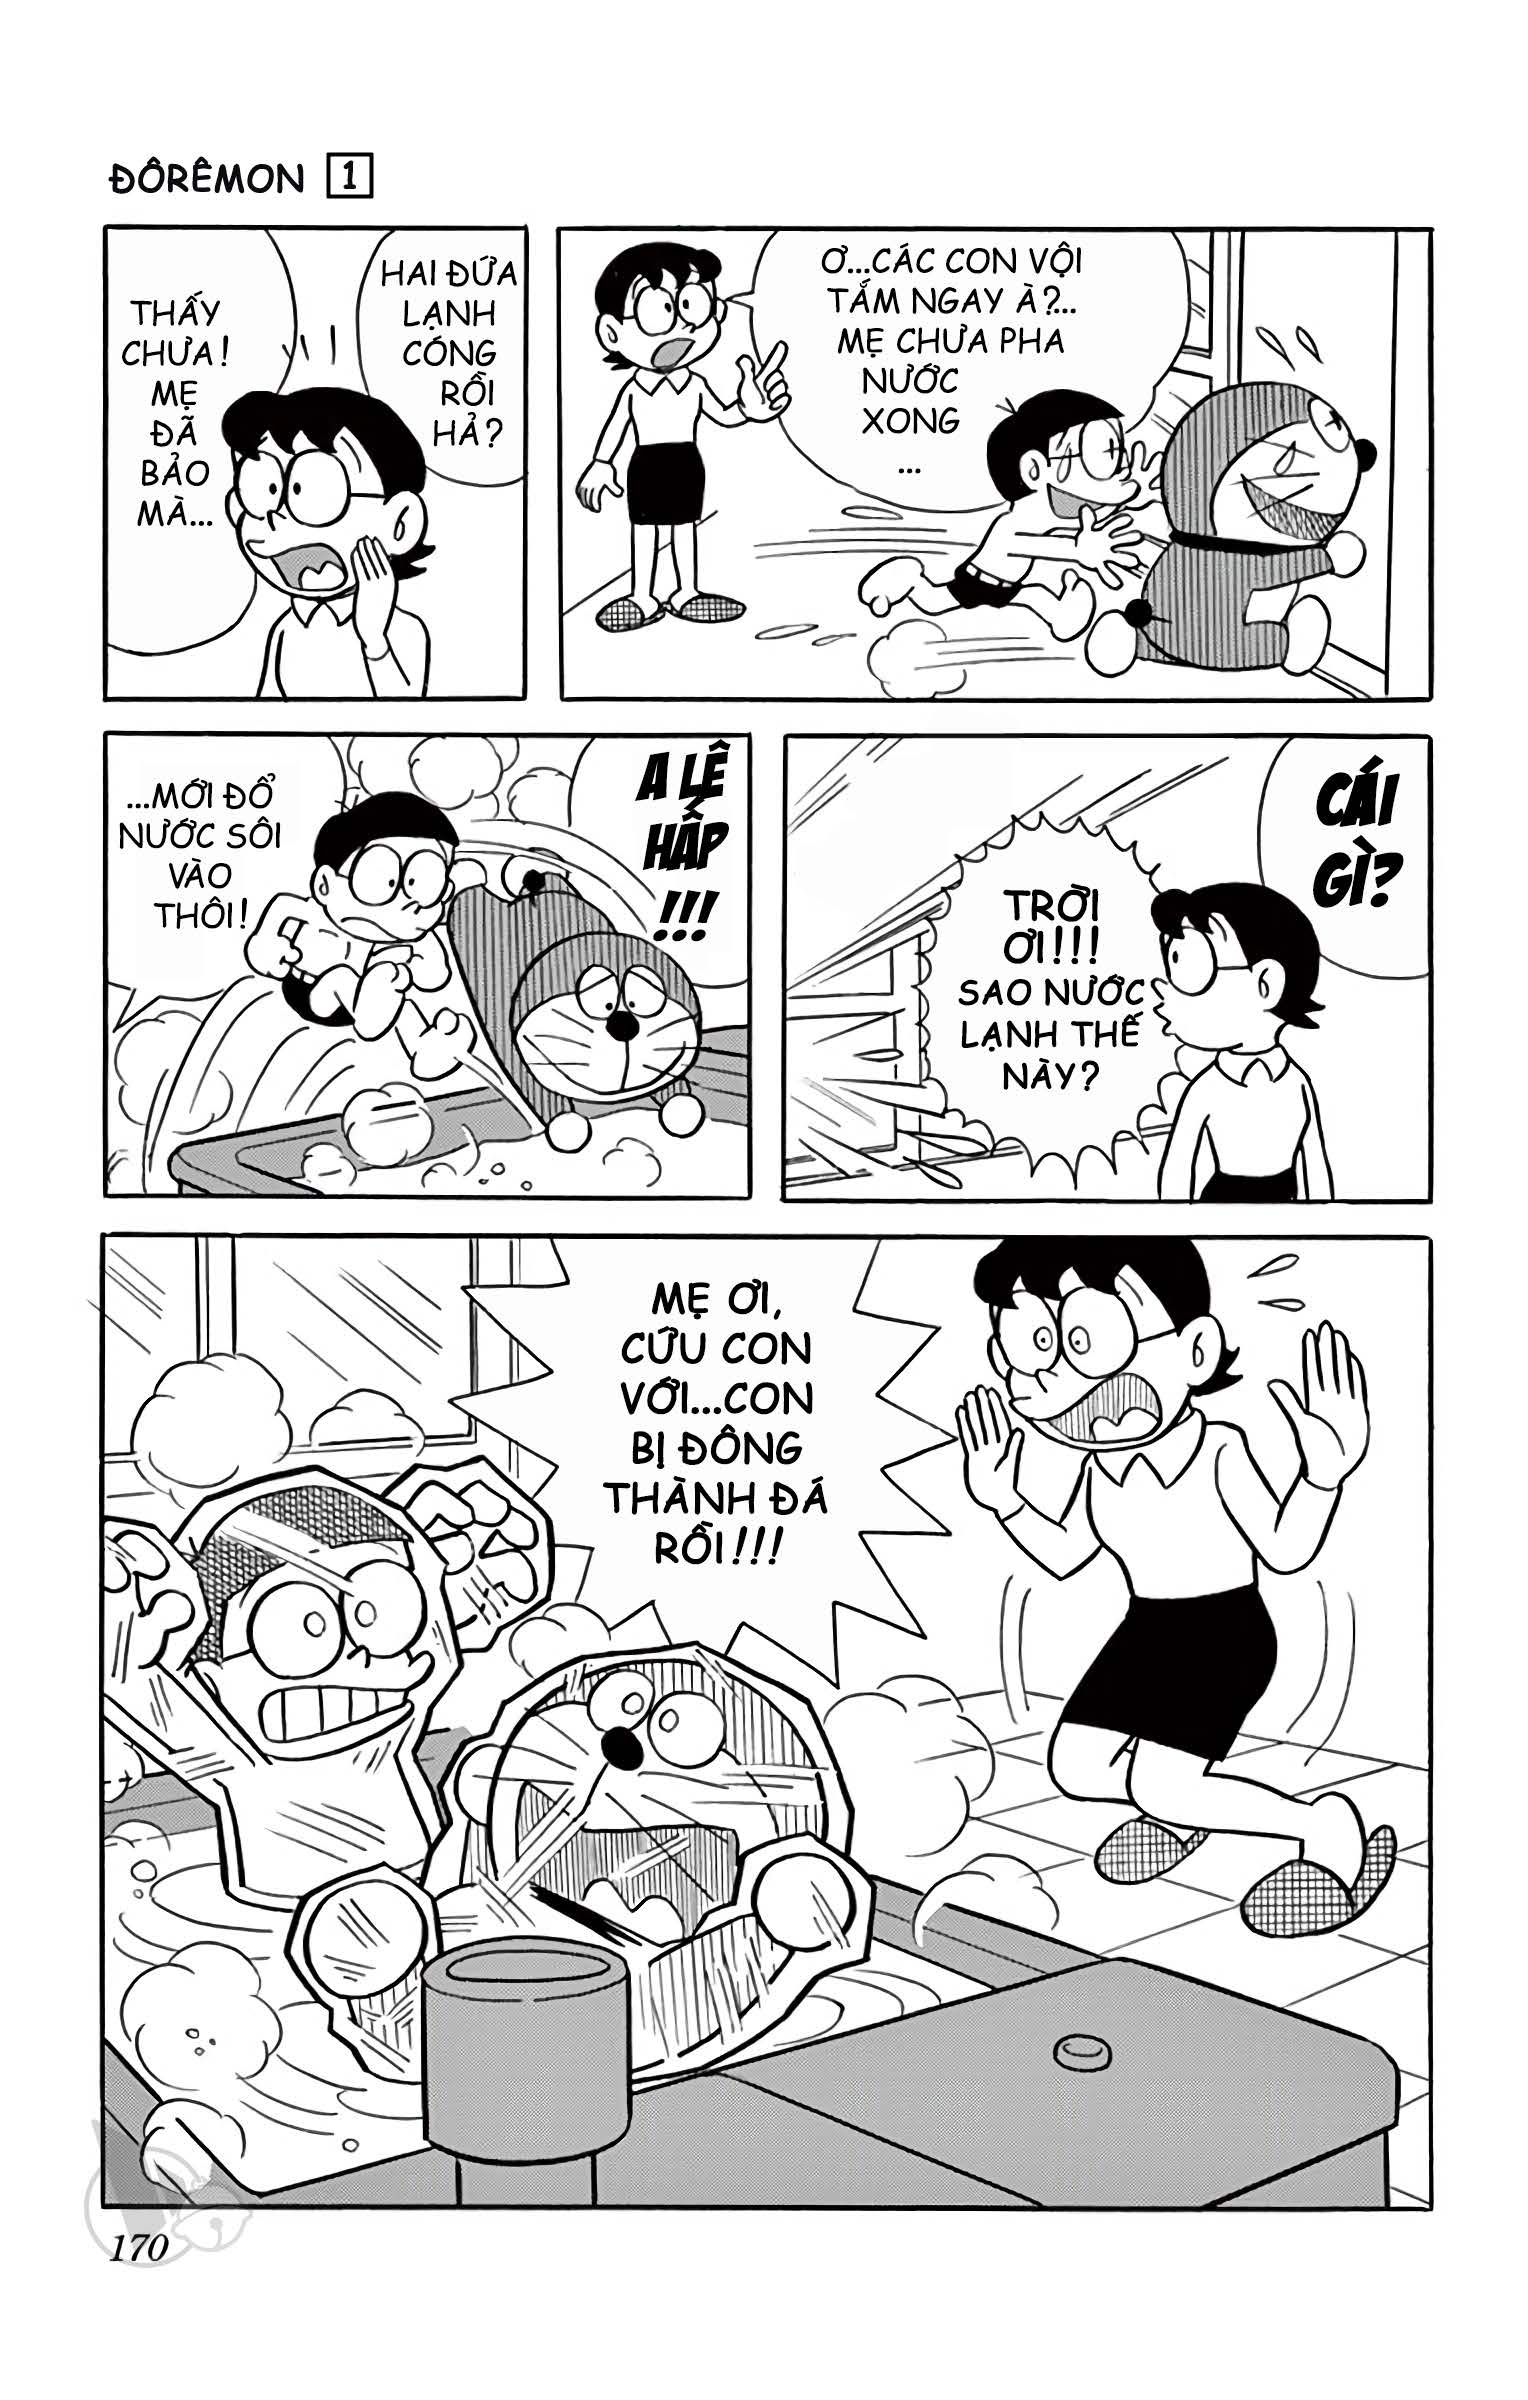 ĐÔRÊMON 1
THẤY
CHƯA!
MẸ
ĐÃ
BẢO
MÀ...
HAI ĐỨA
LẠNH
CÓNG
RỒI
HẢ?
Ơ...CÁC CON VỘI
TẮM NGAY À?...
MẸ CHƯA PHA
NƯỚC
XONG
...
...MỚI ĐỔ
NƯỚC SÔI
VÀO
THÔI!
A LÊ
HẤP
!!!
TRỜI
ƠI!!!
SAO NƯỚC
LẠNH THẾ
NÀY?
CÁI
GÌ?
MẸ ƠI,
CỨU CON
VỚI...CON
BỊ ĐÔNG
THÀNH ĐÁ
RỒI!!!
170